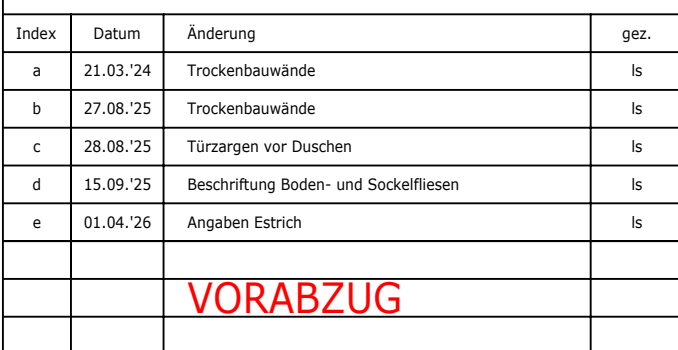 Index Datum Änderung gez.
a 21.03.'24 Trockenbauwände ls
b 27.08.'25 Trockenbauwände ls
c 28.08.'25 Türzargen vor Duschen ls
d 15.09.'25 Beschriftung Boden- und Sockelfliesen ls
e 01.04.'26 Angaben Estrich ls
VORABZUG